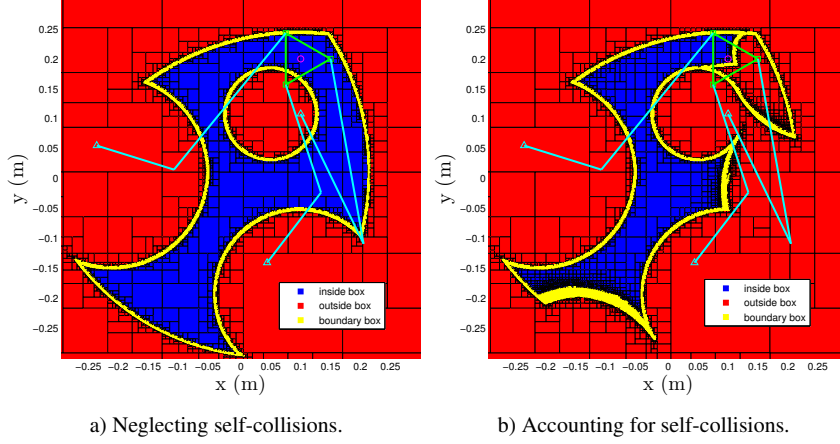 0.25
0.2
0.15
0.1
0.05
0
−0.05
−0.1
−0.15
−0.2
−0.25
y (m)
−0.25 −0.2 −0.15 −0.1 −0.05 0 0.05 0.1 0.15 0.2 0.25
x (m)
inside box
outside box
boundary box
a) Neglecting self-collisions.
0.25
0.2
0.15
0.1
0.05
0
−0.05
−0.1
−0.15
−0.2
−0.25
y (m)
−0.25 −0.2 −0.15 −0.1 −0.05 0 0.05 0.1 0.15 0.2 0.25
x (m)
inside box
outside box
boundary box
b) Accounting for self-collisions.